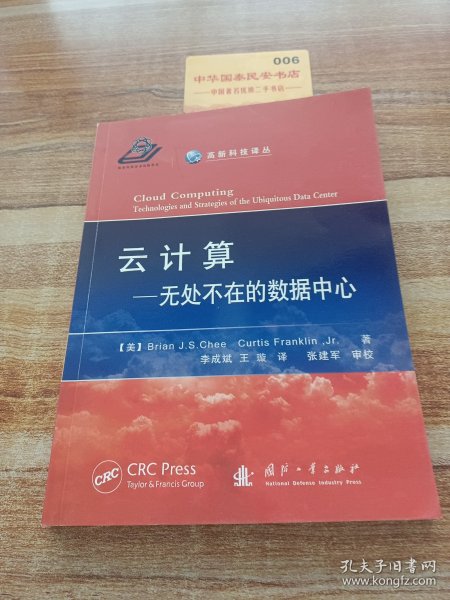 006
中华国泰民安书店
中国著名优质二手书店
高新科技译丛
Cloud Computing
Technologies and Strategies of the Ubiquitous Data Center
云计算
—无处不在的数据中心
【美】Brian J.S.Chee Curtis Franklin ,Jr. 著
李成斌 王璇 译 张建军 审校
CRC
CRC Press
Taylor & Francis Group
国防工业出版社
National Defense Industry Press
孔夫子旧书网
www.kongfz.com